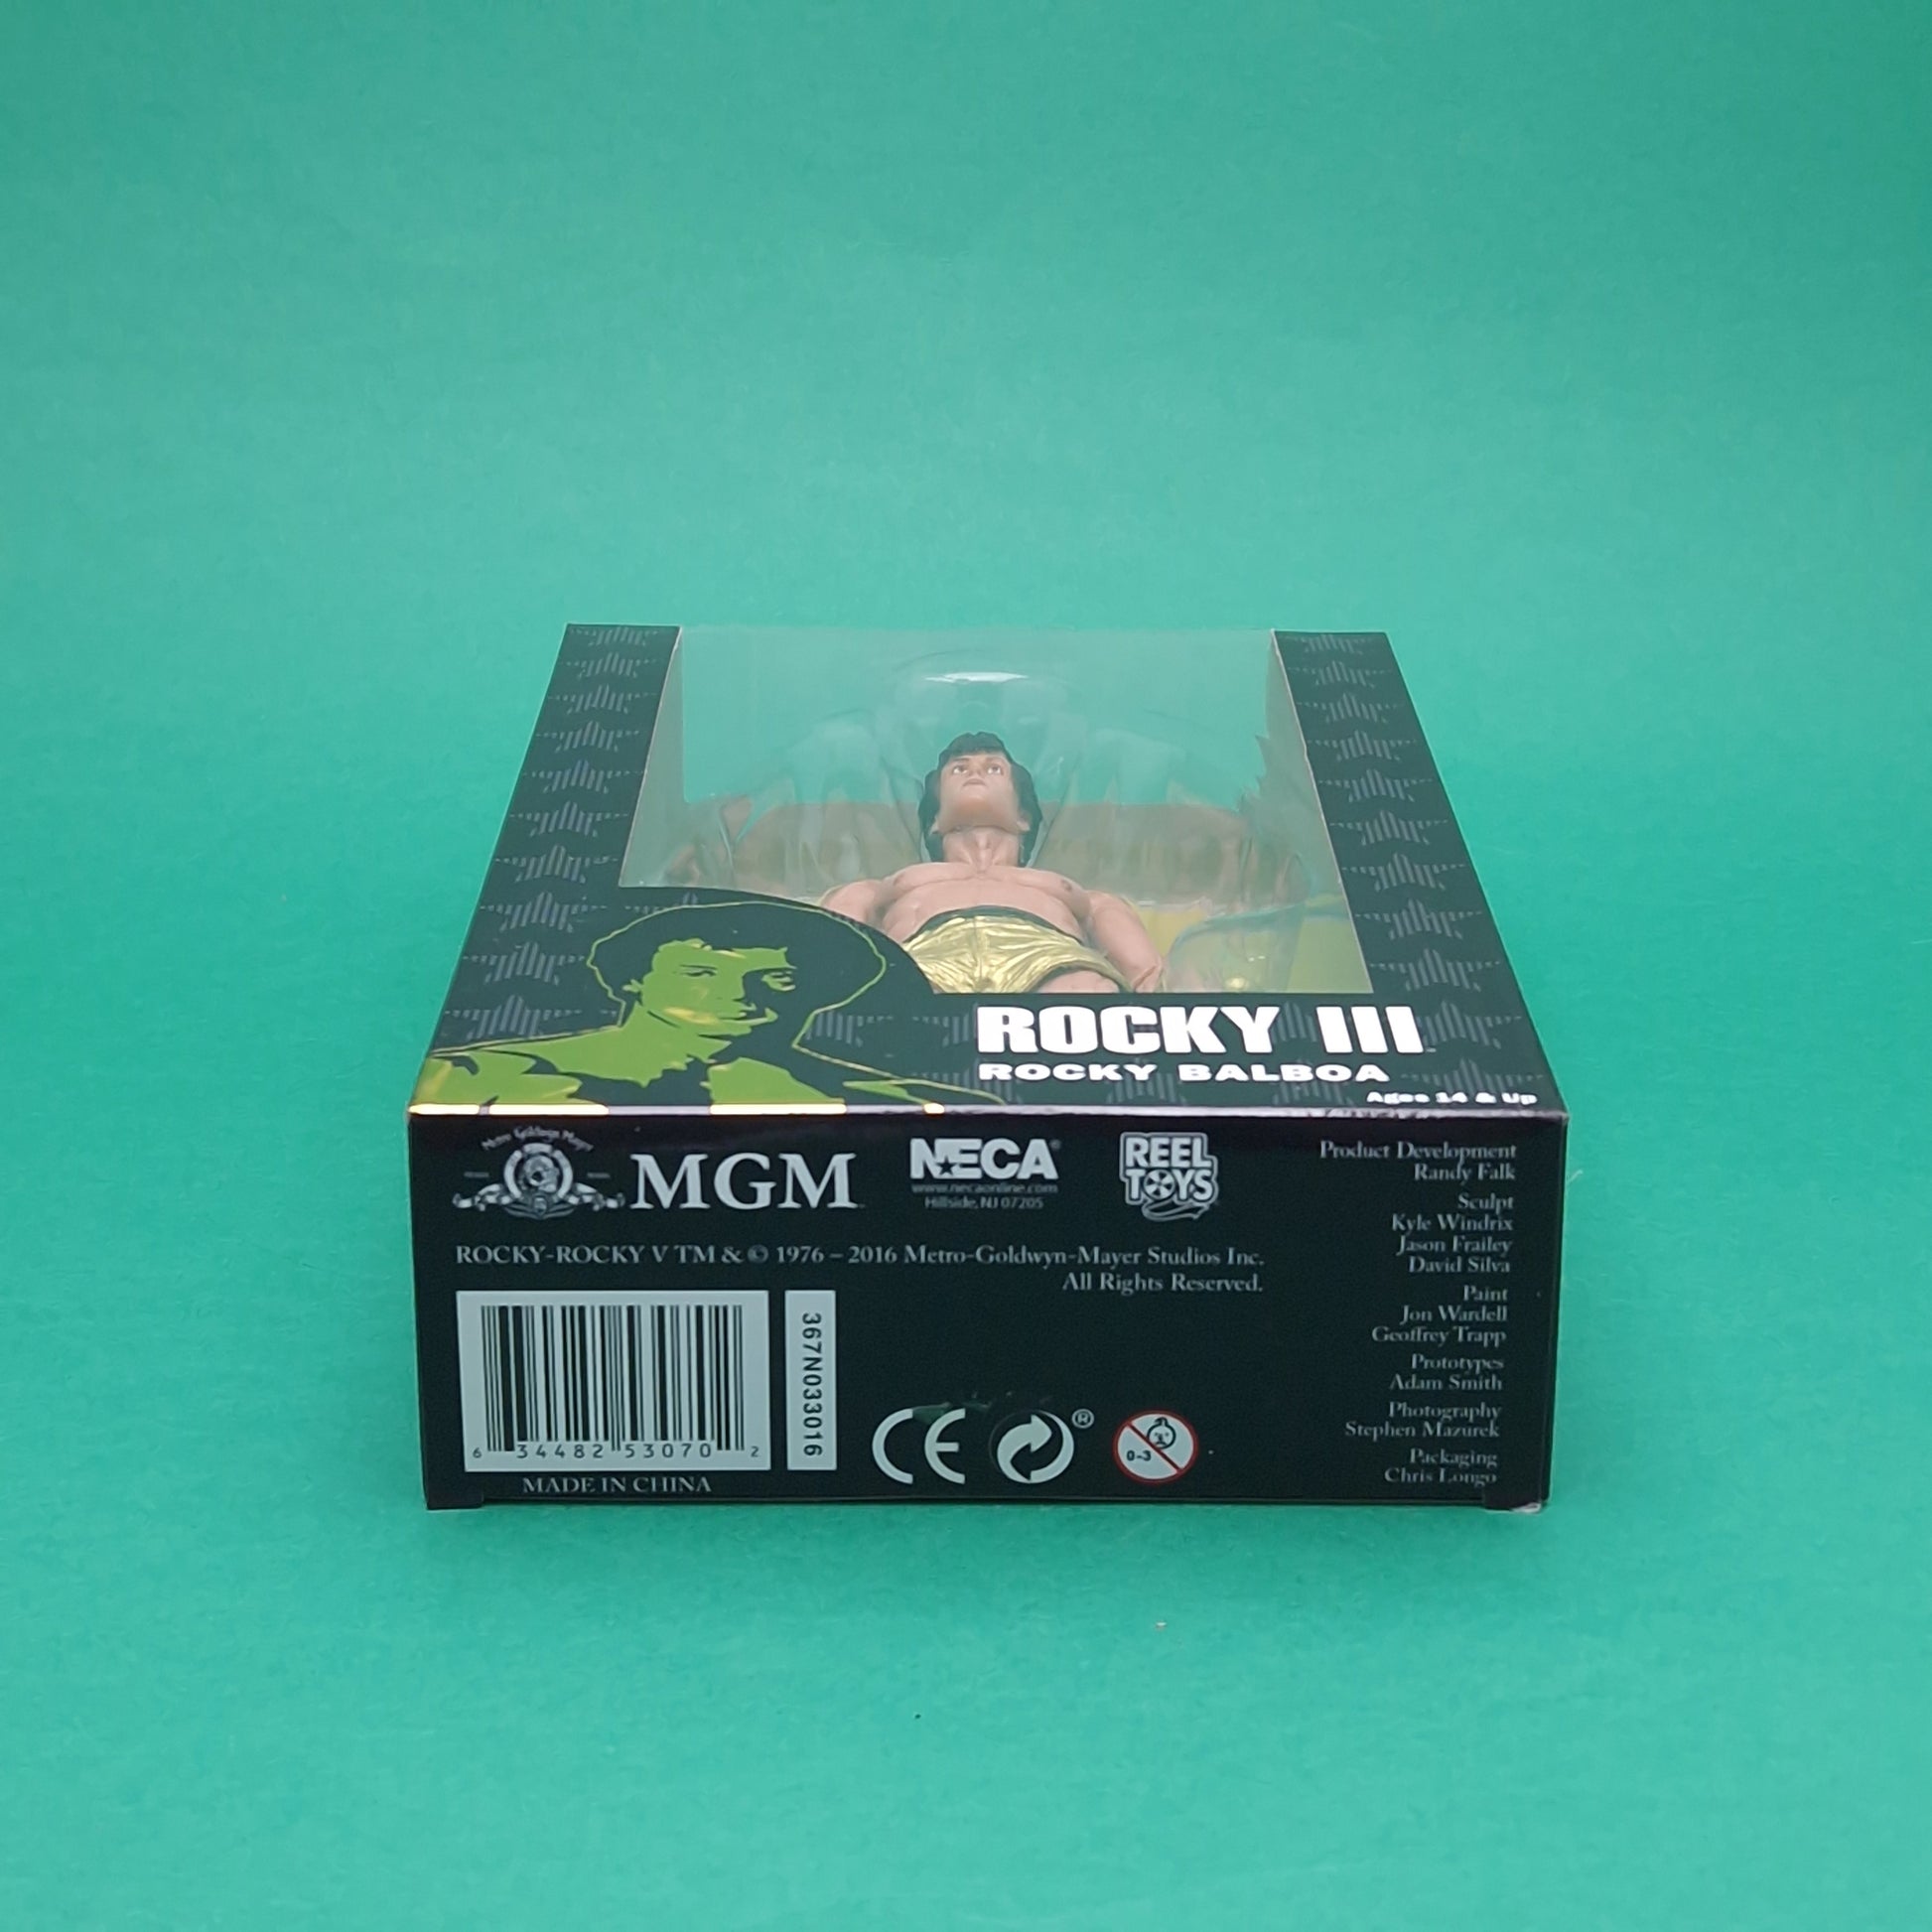 ROCKY III
ROCKY BALBOA
Ages 14 & Up
Metro Goldwyn Mayer
MGM
NECA®
www.necaonline.com
Hillside, NJ 07205
REEL
TOYS
ROCKY-ROCKY V TM & © 1976 – 2016 Metro-Goldwyn-Mayer Studios Inc.
All Rights Reserved.
6 34482 53070 2
MADE IN CHINA
367N033016
CE
®
0-3
Product Development
Randy Falk
Sculpt
Kyle Windrix
Jason Frailey
David Silva
Paint
Jon Wardell
Geoffrey Trapp
Prototypes
Adam Smith
Photography
Stephen Mazurek
Packaging
Chris Longo